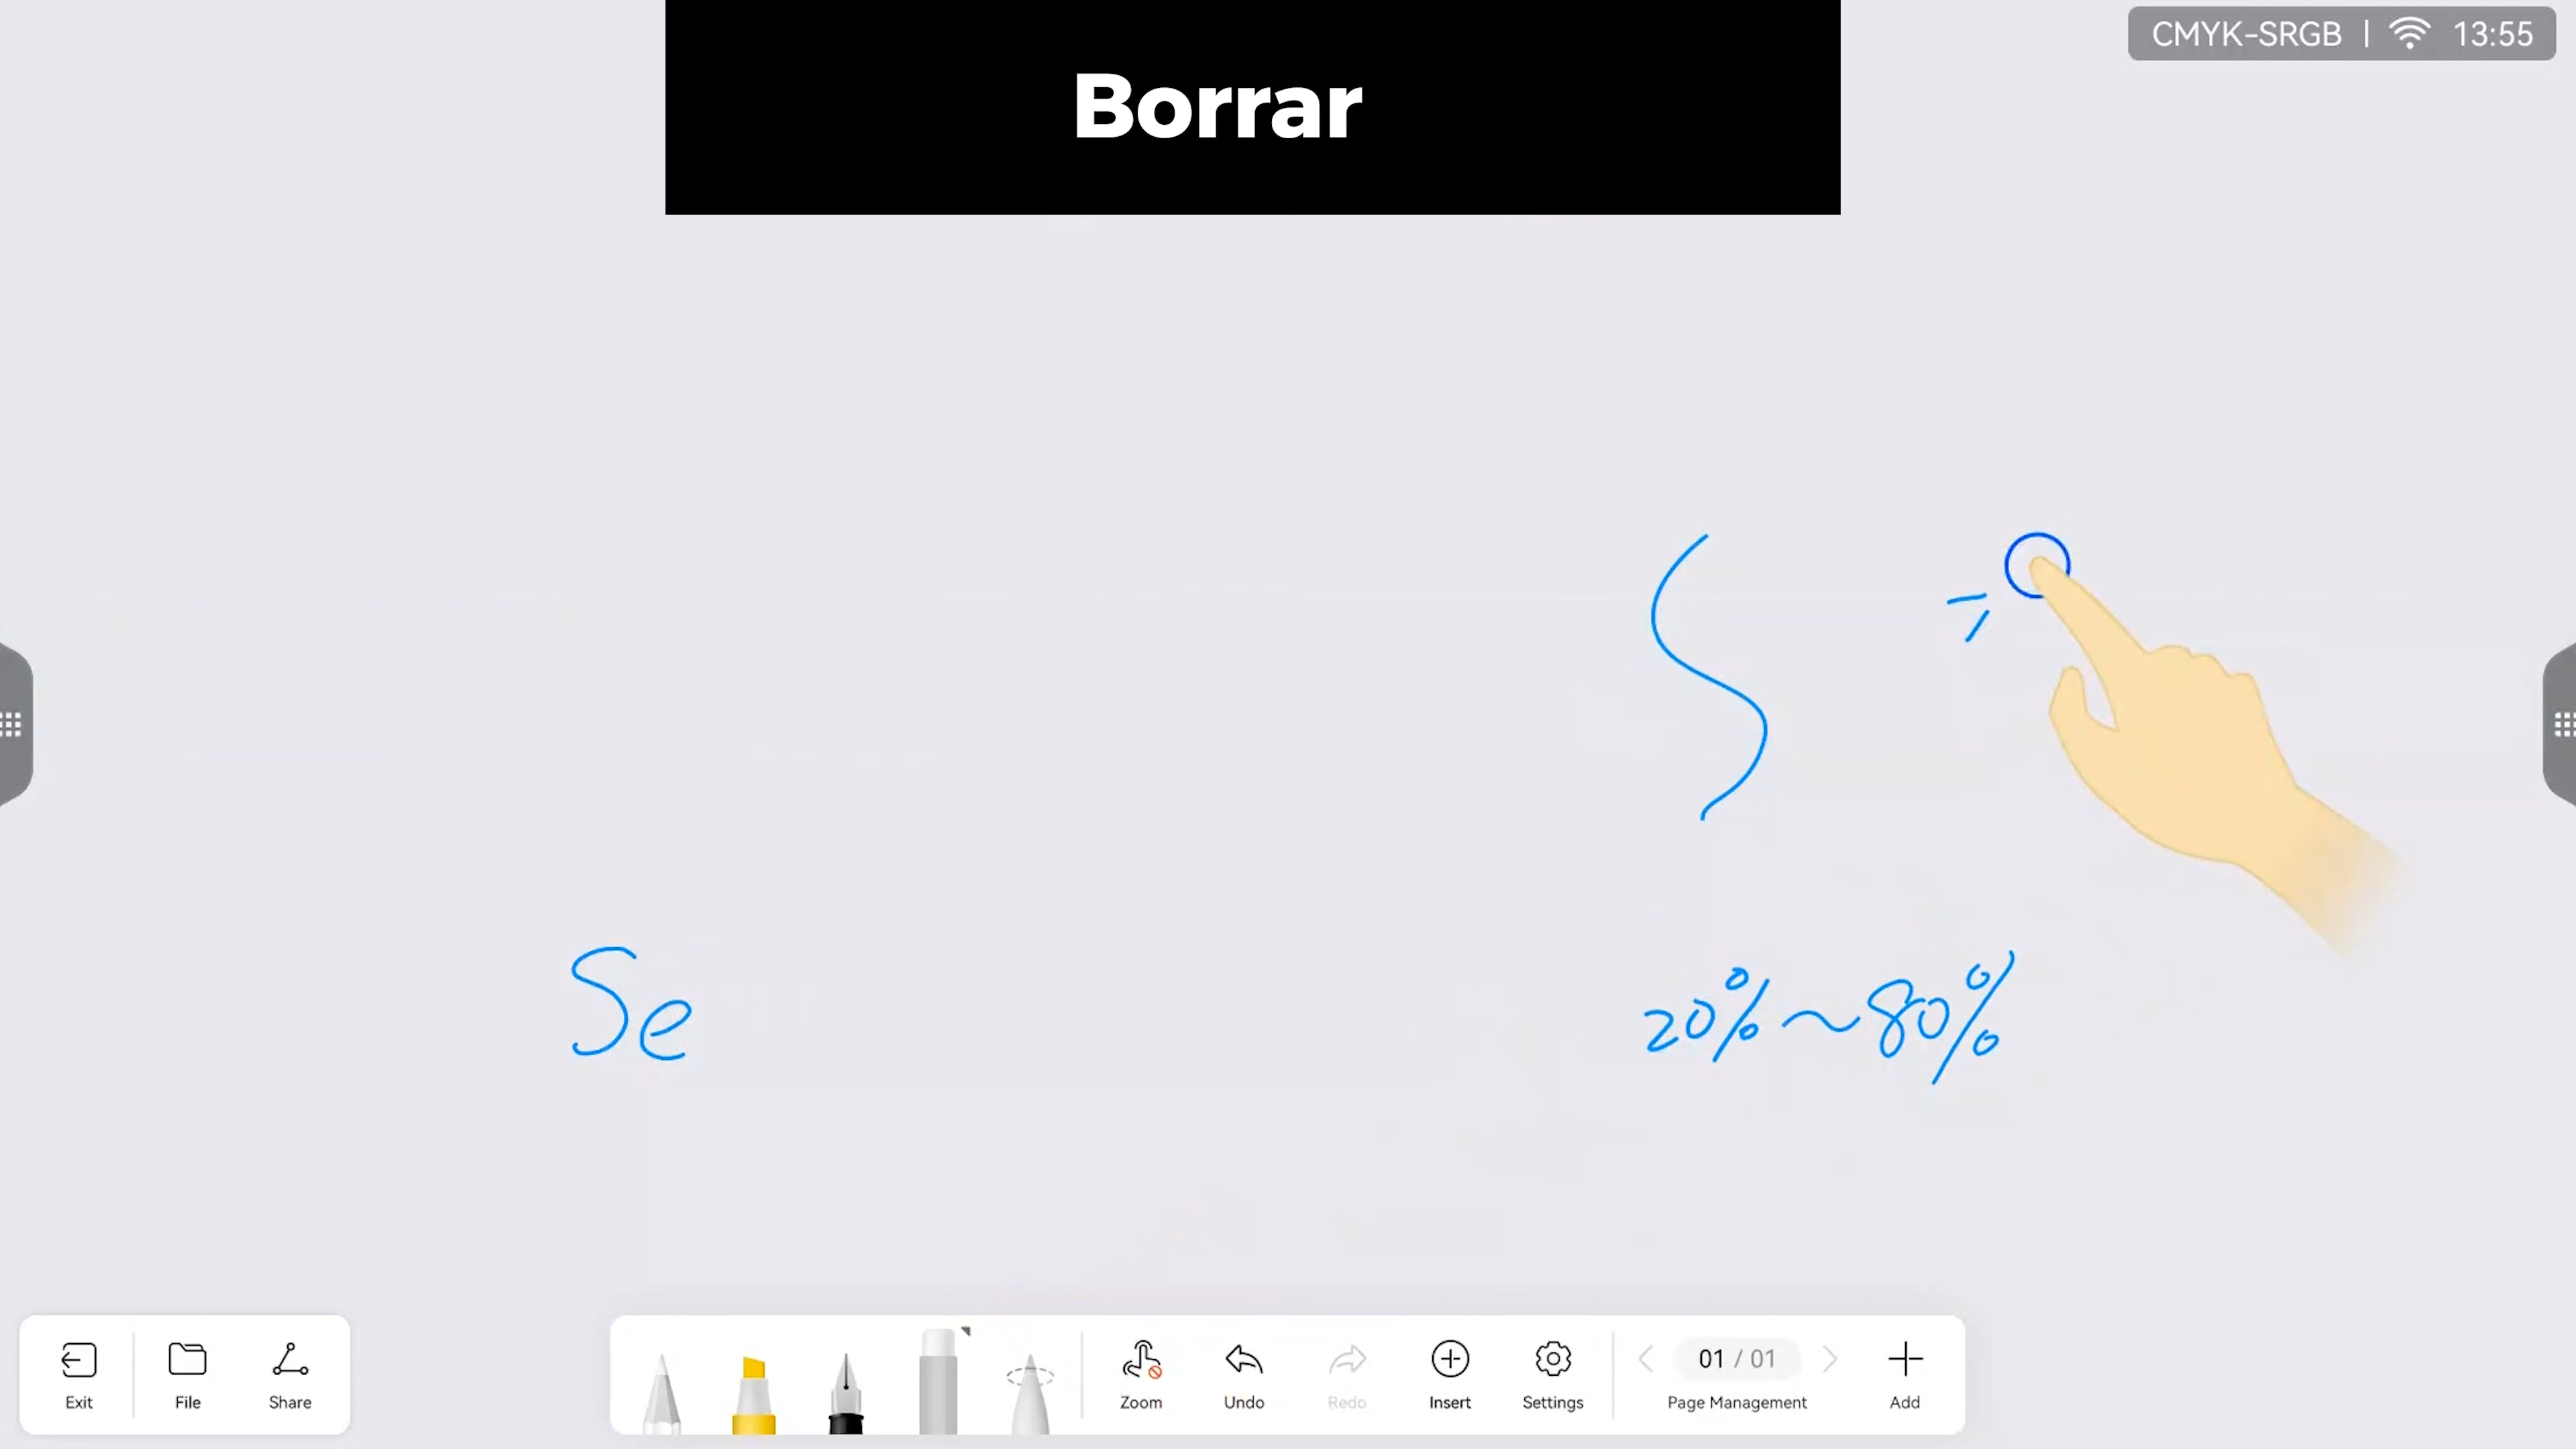 CMYK-SRGB | 13:55
Borrar
S
Se
20%~80%
Exit
File
Share
Zoom
Undo
Redo
Insert
Settings
01 / 01
Page Management
Add